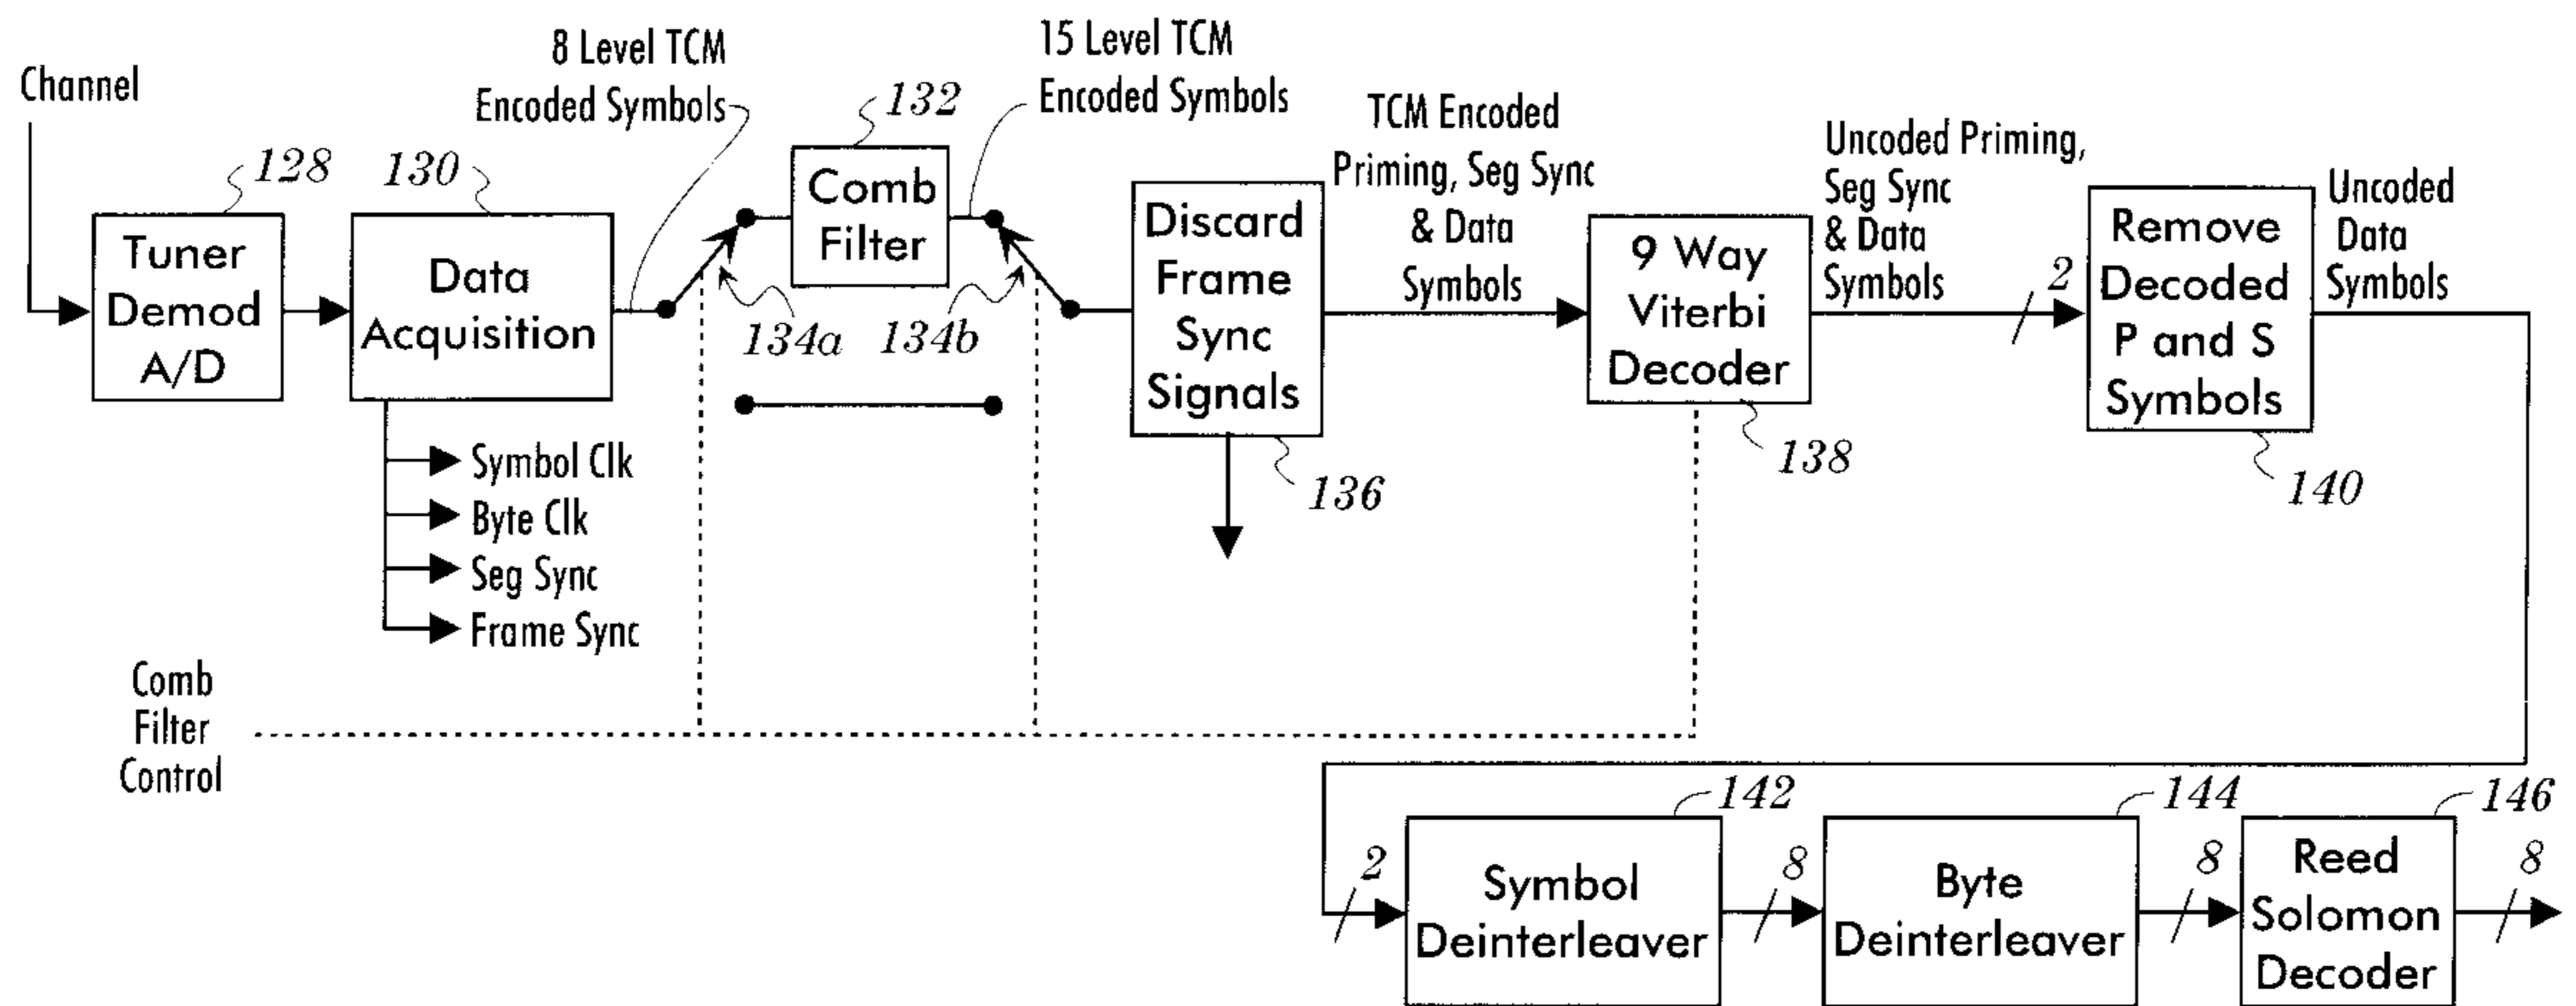 Channel
128
Tuner
Demod
A/D
130
Data
Acquisition
Symbol Clk
Byte Clk
Seg Sync
Frame Sync
8 Level TCM
Encoded Symbols
132
Comb
Filter
15 Level TCM
Encoded Symbols
134a
134b
Discard
Frame
Sync
Signals
136
TCM Encoded
Priming, Seg Sync
& Data
Symbols
9 Way
Viterbi
Decoder
138
Uncoded Priming,
Seg Sync
& Data
Symbols
2
Remove
Decoded
P and S
Symbols
140
Uncoded
Data
Symbols
Comb
Filter
Control
2
142
Symbol
Deinterleaver
8
144
Byte
Deinterleaver
8
146
Reed
Solomon
Decoder
8